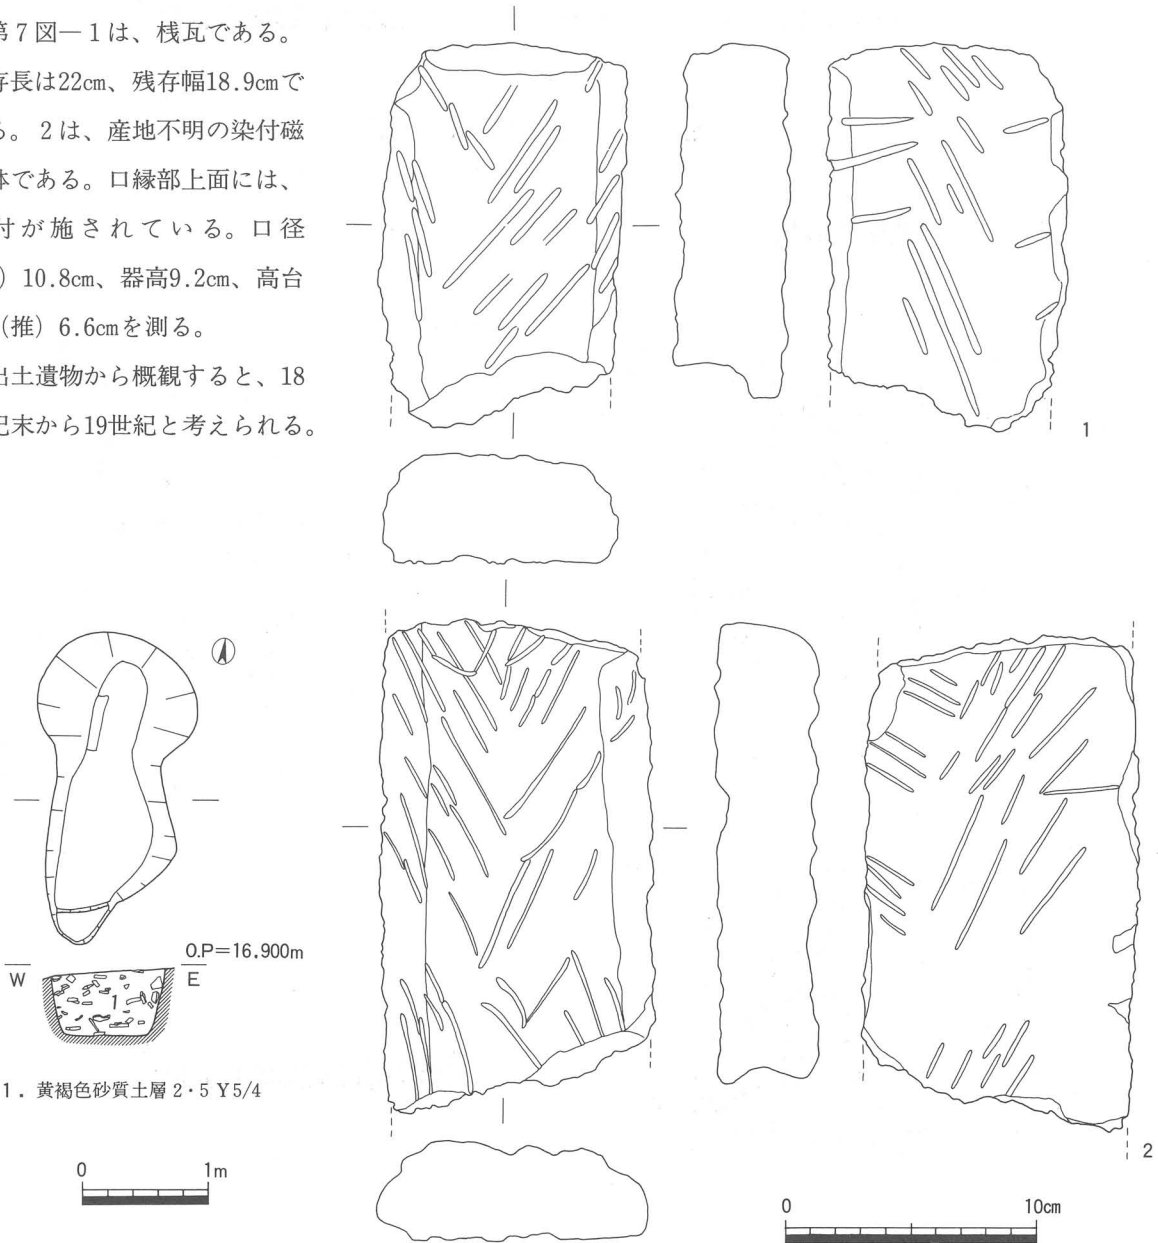 第7図―1は、桟瓦である。
存長は22cm、残存幅18.9cmで
る。2は、産地不明の染付磁
体である。口縁部上面には、
付が施されている。口径
）10.8cm、器高9.2cm、高台
（推）6.6cmを測る。
出土遺物から概観すると、18
紀末から19世紀と考えられる。
1
O.P=16.900m
W
E
1
1．黄褐色砂質土層 2・5 Y 5/4
0 1m
2
0 10cm